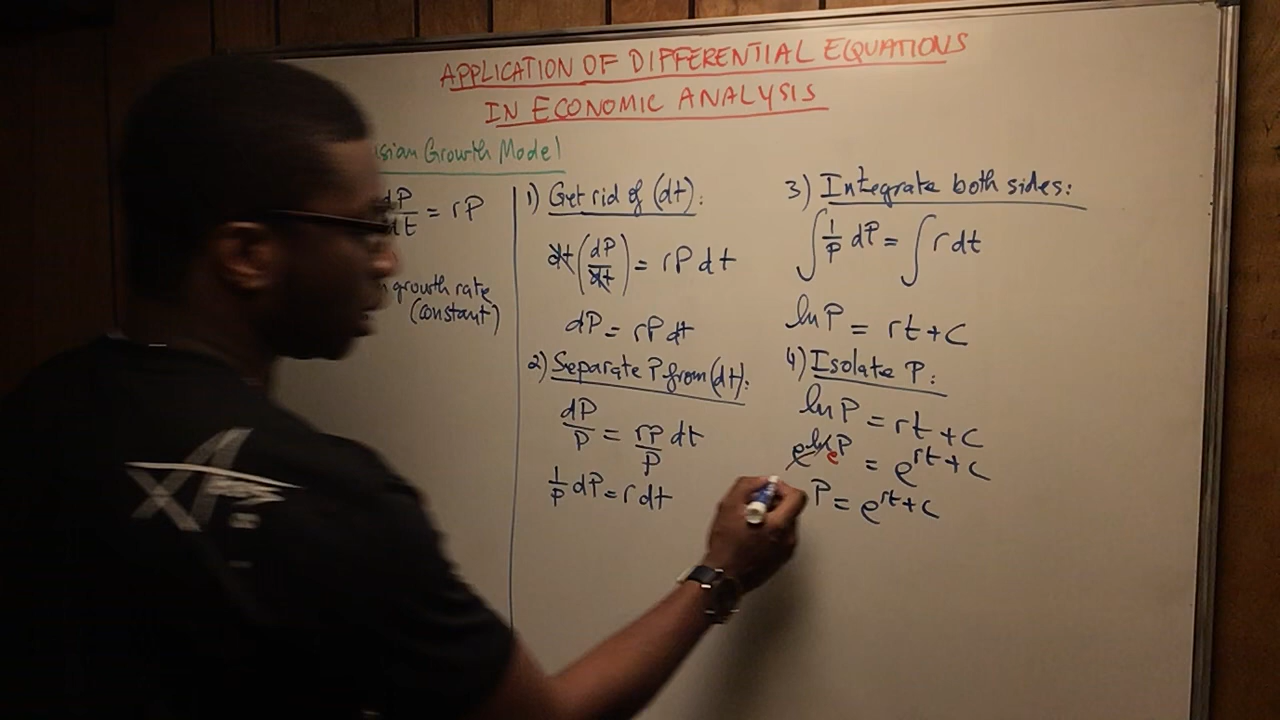 APPLICATION OF DIFFERENTIAL EQUATIONS
IN ECONOMIC ANALYSIS
sian Growth Model
dP/dt = rP
growth rate
(constant)
1) Get rid of (dt):
dt(dP/dt) = rP dt
dP = rP dt
2) Separate P from (dt):
dP/P = rP/P dt
1/P dP = r dt
3) Integrate both sides:
∫ 1/P dP = ∫ r dt
ln P = rt + C
4) Isolate P:
ln P = rt + C
e^(ln_e P) = e^(rt + C)
P = e^(rt + C)